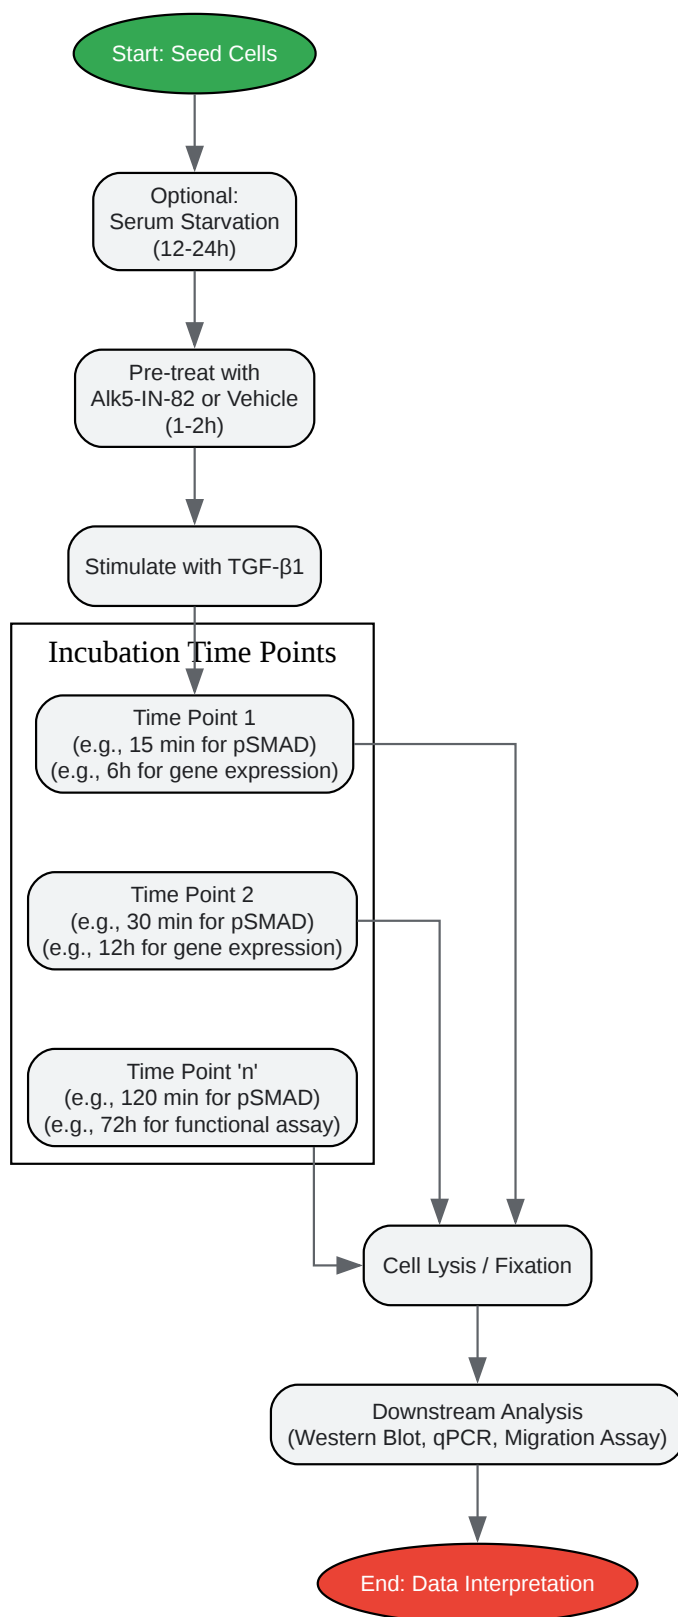 Start: Seed Cells
Optional:
Serum Starvation
(12-24h)
Pre-treat with
Alk5-IN-82 or Vehicle
(1-2h)
Stimulate with TGF-β1
Incubation Time Points
Time Point 1
(e.g., 15 min for pSMAD)
(e.g., 6h for gene expression)
Time Point 2
(e.g., 30 min for pSMAD)
(e.g., 12h for gene expression)
Time Point 'n'
(e.g., 120 min for pSMAD)
(e.g., 72h for functional assay)
Cell Lysis / Fixation
Downstream Analysis
(Western Blot, qPCR, Migration Assay)
End: Data Interpretation